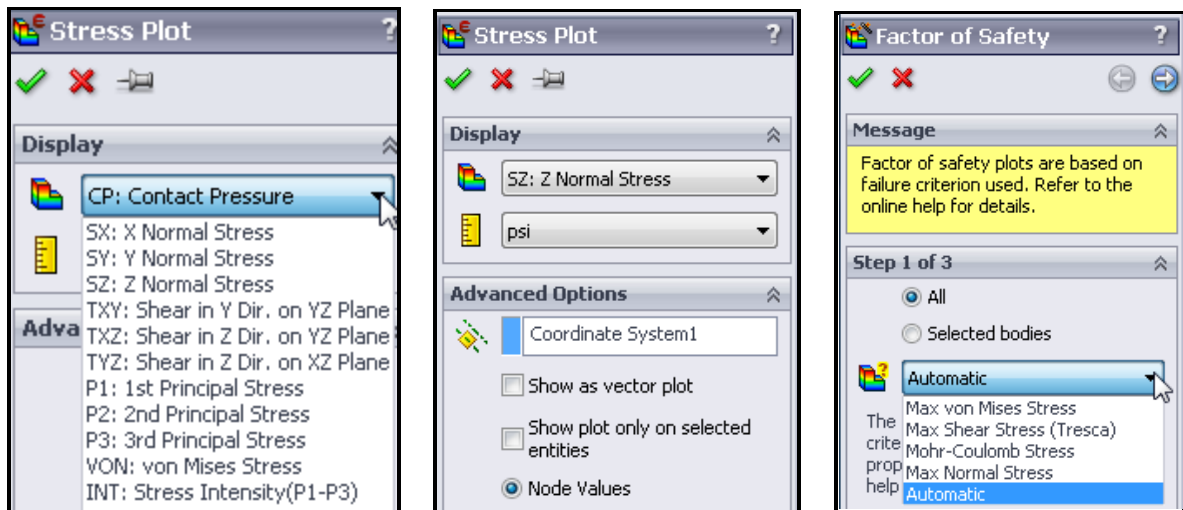 Stress Plot ?
Display
CP: Contact Pressure
SX: X Normal Stress
SY: Y Normal Stress
SZ: Z Normal Stress
TXY: Shear in Y Dir. on YZ Plane
TXZ: Shear in Z Dir. on YZ Plane
TYZ: Shear in Z Dir. on XZ Plane
Adva
P1: 1st Principal Stress
P2: 2nd Principal Stress
P3: 3rd Principal Stress
VON: von Mises Stress
INT: Stress Intensity(P1-P3)
Stress Plot ?
Display
SZ: Z Normal Stress
psi
Advanced Options
Coordinate System1
Show as vector plot
Show plot only on selected
entities
Node Values
Factor of Safety ?
Message
Factor of safety plots are based on
failure criterion used. Refer to the
online help for details.
Step 1 of 3
All
Selected bodies
Automatic
Max von Mises Stress
The
Max Shear Stress (Tresca)
crite
Mohr-Coulomb Stress
prop
Max Normal Stress
help
Automatic